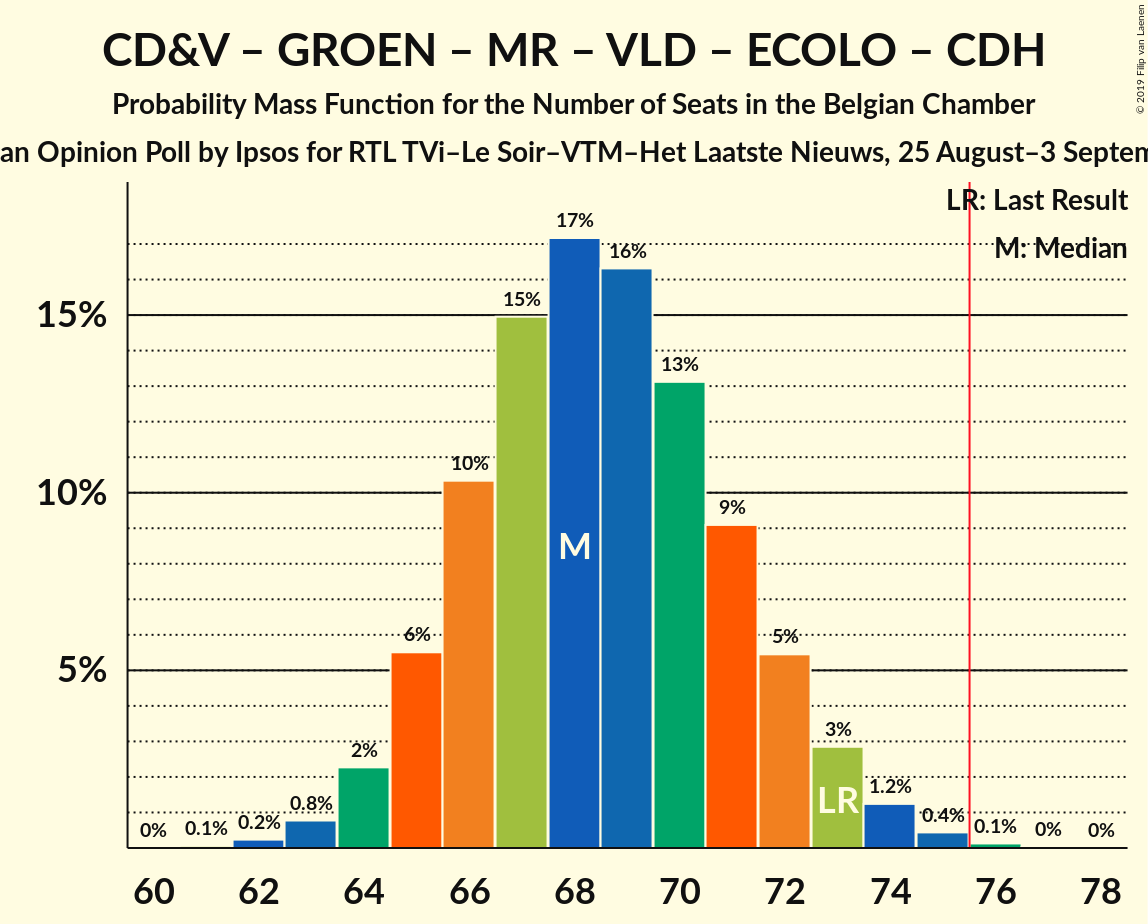 CD&V – GROEN – MR – VLD – ECOLO – CDH
Probability Mass Function for the Number of Seats in the Belgian Chamber
an Opinion Poll by Ipsos for RTL TVi–Le Soir–VTM–Het Laatste Nieuws, 25 August–3 Septem
© 2019 Filip van Laenen
LR: Last Result
M: Median
17%
16%
15%
15%
13%
10%
10%
9%
M
6%
5%
5%
3%
2%
LR
1.2%
0.8%
0.4%
0% 0.1% 0.2%
0.1% 0% 0%
60 62 64 66 68 70 72 74 76 78